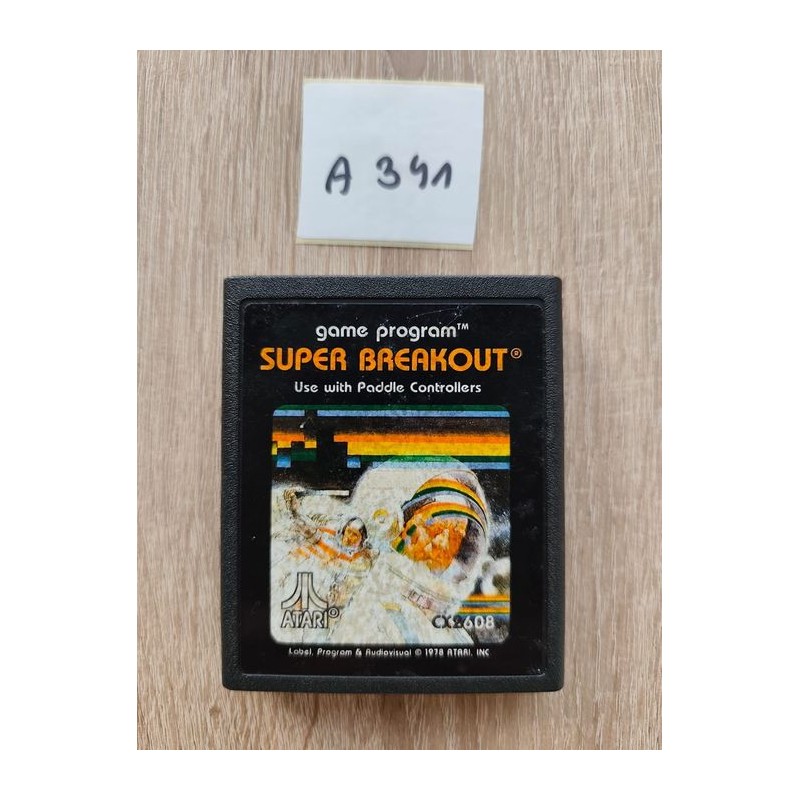 A 341
game program™
SUPER BREAKOUT®
Use with Paddle Controllers
ATARI®
CX2608
Label, Program & Audiovisual © 1978 ATARI, INC